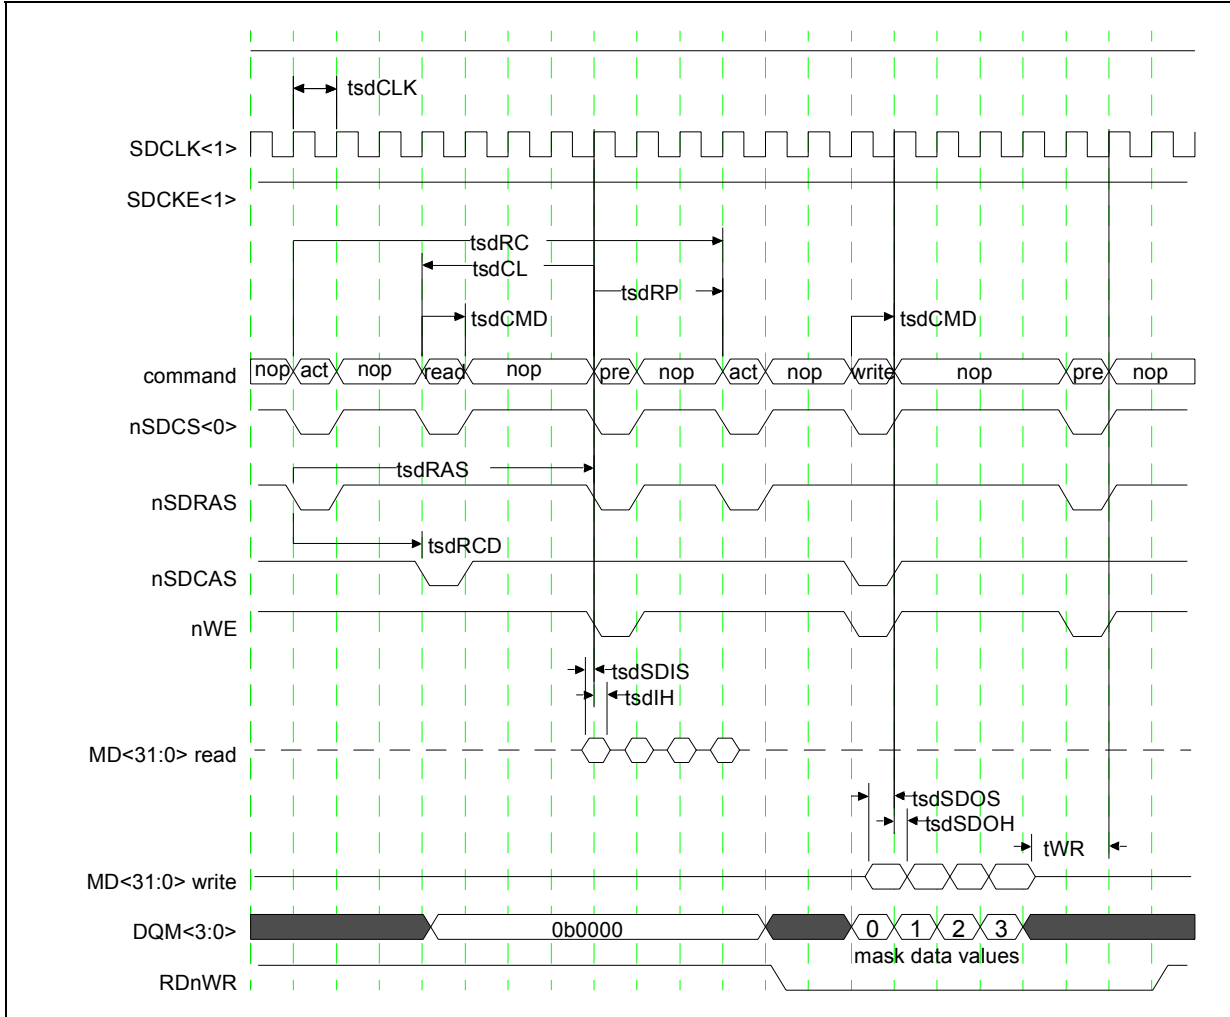 tsdCLK
SDCLK<1>
SDCKE<1>
tsdRC
tsdCL
tsdRP
tsdCMD tsdCMD
command nop act nop read nop pre nop act nop write nop pre nop
nSDCS<0>
tsdRAS
nSDRAS
tsdRCD
nSDCAS
nWE
tsdSDIS
tsdIH
MD<31:0> read
tsdSDOS
tsdSDOH
tWR
MD<31:0> write
DQM<3:0> 0b0000 0 1 2 3
mask data values
RDnWR